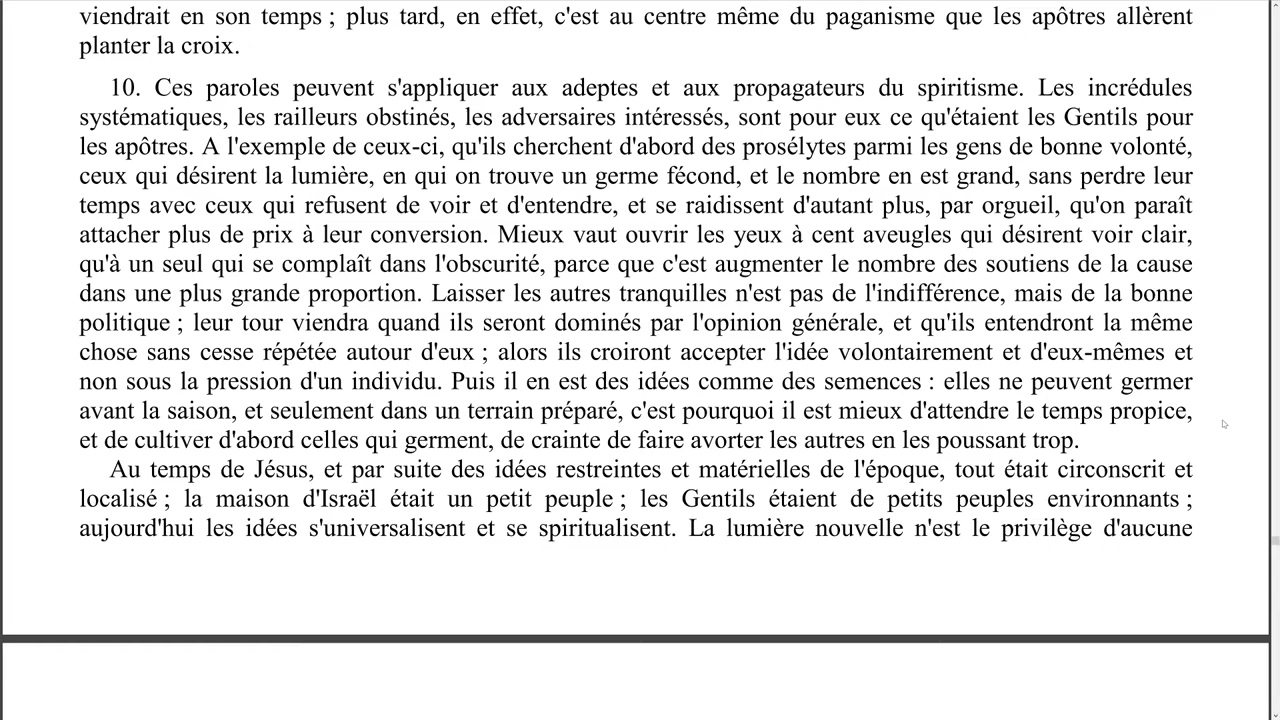 viendrait en son temps ; plus tard, en effet, c'est au centre même du paganisme que les apôtres allèrent
planter la croix.
10. Ces paroles peuvent s'appliquer aux adeptes et aux propagateurs du spiritisme. Les incrédules
systématiques, les railleurs obstinés, les adversaires intéressés, sont pour eux ce qu'étaient les Gentils pour
les apôtres. A l'exemple de ceux-ci, qu'ils cherchent d'abord des prosélytes parmi les gens de bonne volonté,
ceux qui désirent la lumière, en qui on trouve un germe fécond, et le nombre en est grand, sans perdre leur
temps avec ceux qui refusent de voir et d'entendre, et se raidissent d'autant plus, par orgueil, qu'on paraît
attacher plus de prix à leur conversion. Mieux vaut ouvrir les yeux à cent aveugles qui désirent voir clair,
qu'à un seul qui se complaît dans l'obscurité, parce que c'est augmenter le nombre des soutiens de la cause
dans une plus grande proportion. Laisser les autres tranquilles n'est pas de l'indifférence, mais de la bonne
politique ; leur tour viendra quand ils seront dominés par l'opinion générale, et qu'ils entendront la même
chose sans cesse répétée autour d'eux ; alors ils croiront accepter l'idée volontairement et d'eux-mêmes et
non sous la pression d'un individu. Puis il en est des idées comme des semences : elles ne peuvent germer
avant la saison, et seulement dans un terrain préparé, c'est pourquoi il est mieux d'attendre le temps propice,
et de cultiver d'abord celles qui germent, de crainte de faire avorter les autres en les poussant trop.
Au temps de Jésus, et par suite des idées restreintes et matérielles de l'époque, tout était circonscrit et
localisé ; la maison d'Israël était un petit peuple ; les Gentils étaient de petits peuples environnants ;
aujourd'hui les idées s'universalisent et se spiritualisent. La lumière nouvelle n'est le privilège d'aucune